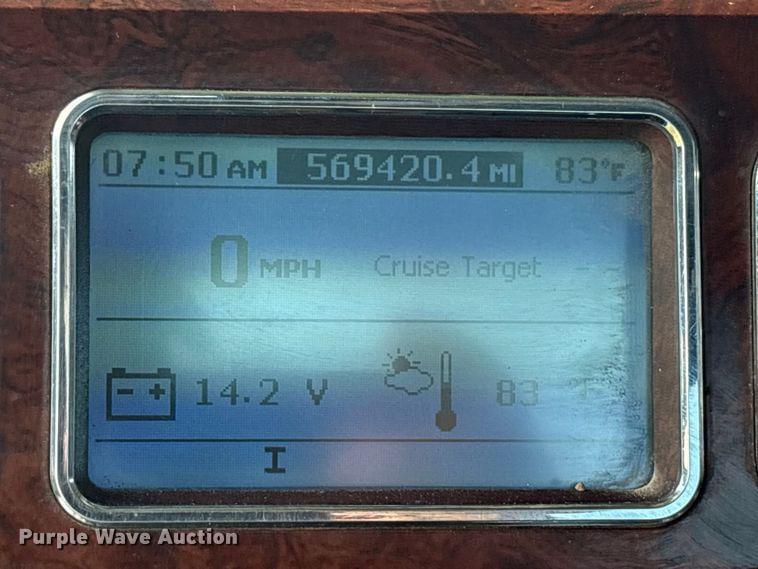 07:50 AM 569420.4 MI 83°F
0 MPH Cruise Target - -
14.2 V 83 °F
I
Purple Wave Auction